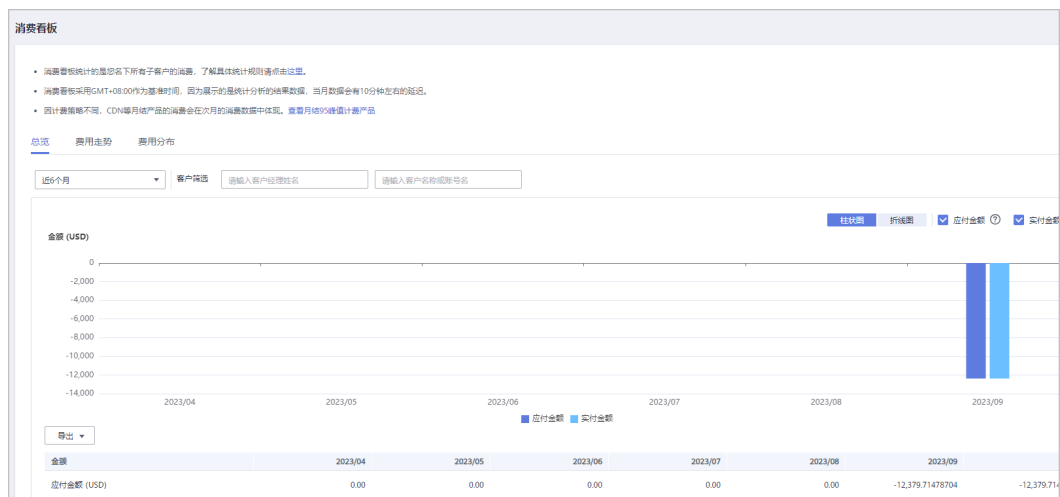 消费看板
• 消费看板统计的是您名下所有子客户的消费，了解具体统计规则请点击这里。
• 消费看板采用GMT+08:00作为基准时间，因为展示的是统计分析的结果数据，当月数据会有10分钟左右的延迟。
• 因计费策略不同，CDN等月结产品的消费会在次月的消费数据中体现。查看月结95峰值计费产品
总览 费用走势 费用分布
近6个月 客户筛选 请输入客户经理姓名 请输入客户名称或账号名
柱状图 折线图 应付金额 ? 实付金额
金额 (USD)
0
-2,000
-4,000
-6,000
-8,000
-10,000
-12,000
-14,000
2023/04 2023/05 2023/06 2023/07 2023/08 2023/09
应付金额 实付金额
导出
金额 2023/04 2023/05 2023/06 2023/07 2023/08 2023/09
应付金额 (USD) 0.00 0.00 0.00 0.00 0.00 -12,379.71478704 -12,379.71